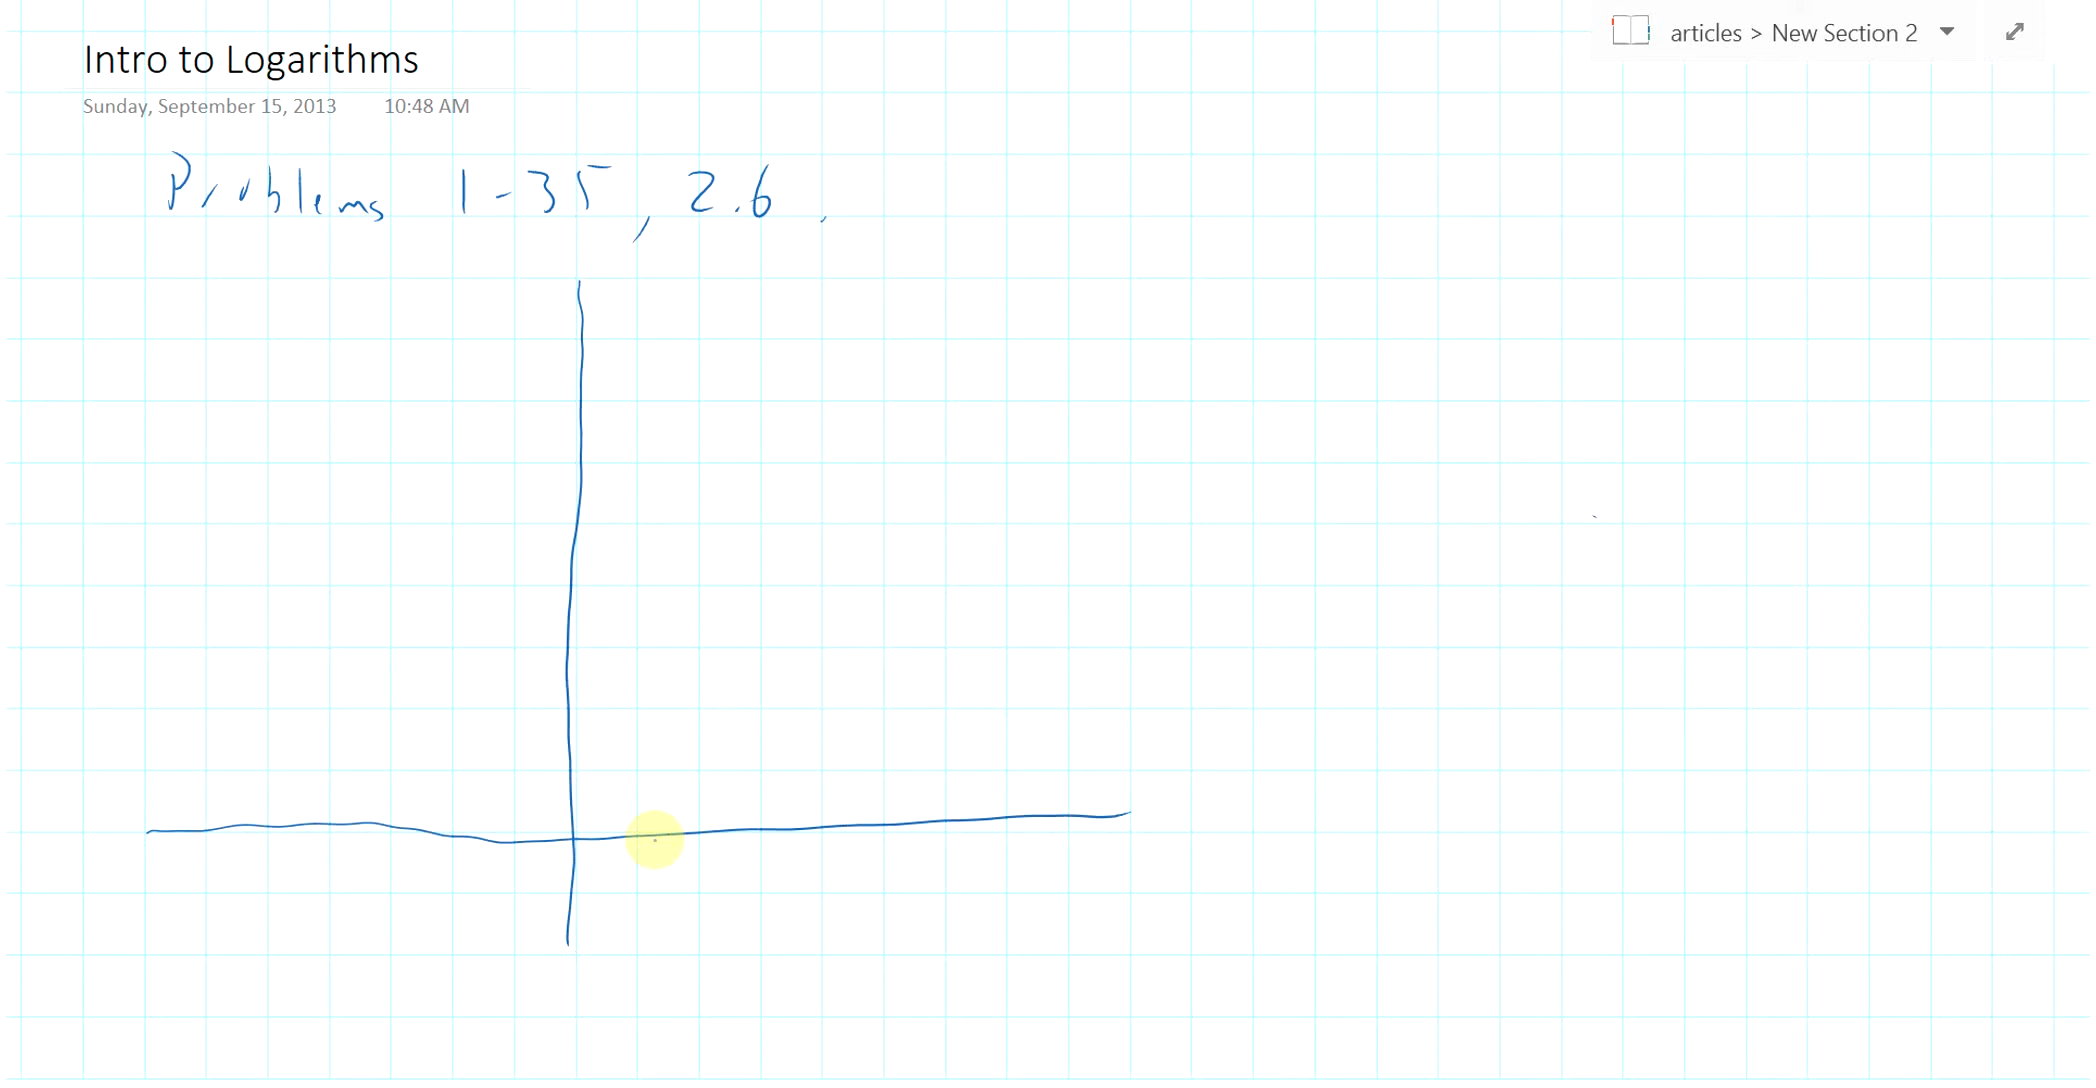 articles > New Section 2
Intro to Logarithms
Sunday, September 15, 2013 10:48 AM
Problems 1-35, 2.6.